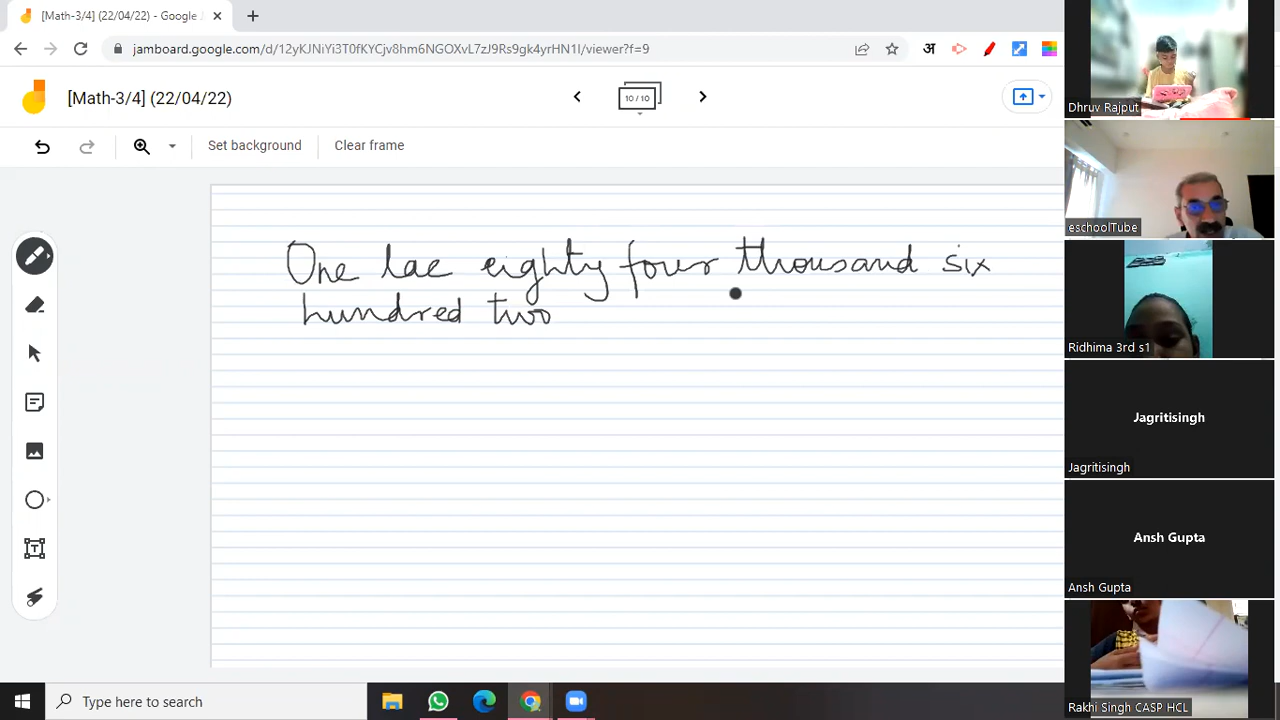 [Math-3/4] (22/04/22) - Google J
jamboard.google.com/d/12yKJNiYi3TIKYCjv8hm6NGOXvL7zJ9Rs9gk4yrHN1I/viewer?f=9
अ
[Math-3/4] (22/04/22)
10 / 10
Set background
Clear frame
One lac eighty four thousand six
hundred two
Dhruv Rajput
eschoolTube
Ridhima 3rd s1
Jagritisingh
Jagritisingh
Ansh Gupta
Ansh Gupta
Rakhi Singh CASP HCL
Type here to search